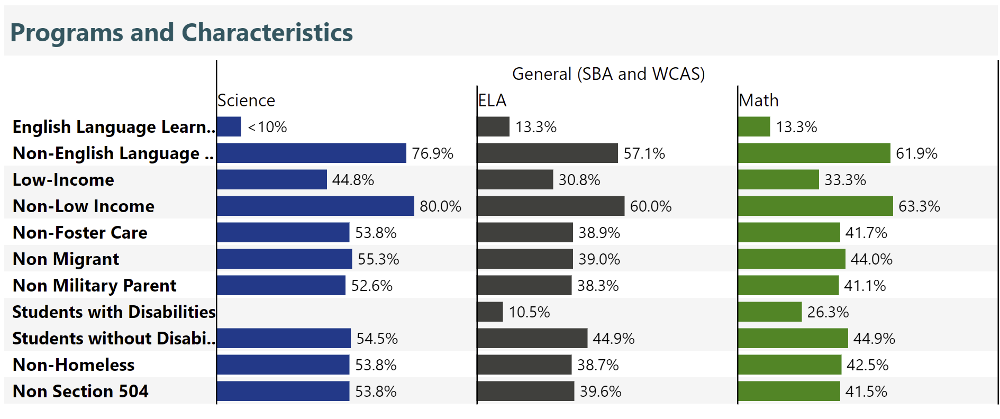 Programs and Characteristics
General (SBA and WCAS)
Science ELA Math
English Language Learn.. <10% 13.3% 13.3%
Non-English Language .. 76.9% 57.1% 61.9%
Low-Income 44.8% 30.8% 33.3%
Non-Low Income 80.0% 60.0% 63.3%
Non-Foster Care 53.8% 38.9% 41.7%
Non Migrant 55.3% 39.0% 44.0%
Non Military Parent 52.6% 38.3% 41.1%
Students with Disabilities 10.5% 26.3%
Students without Disabi.. 54.5% 44.9% 44.9%
Non-Homeless 53.8% 38.7% 42.5%
Non Section 504 53.8% 39.6% 41.5%